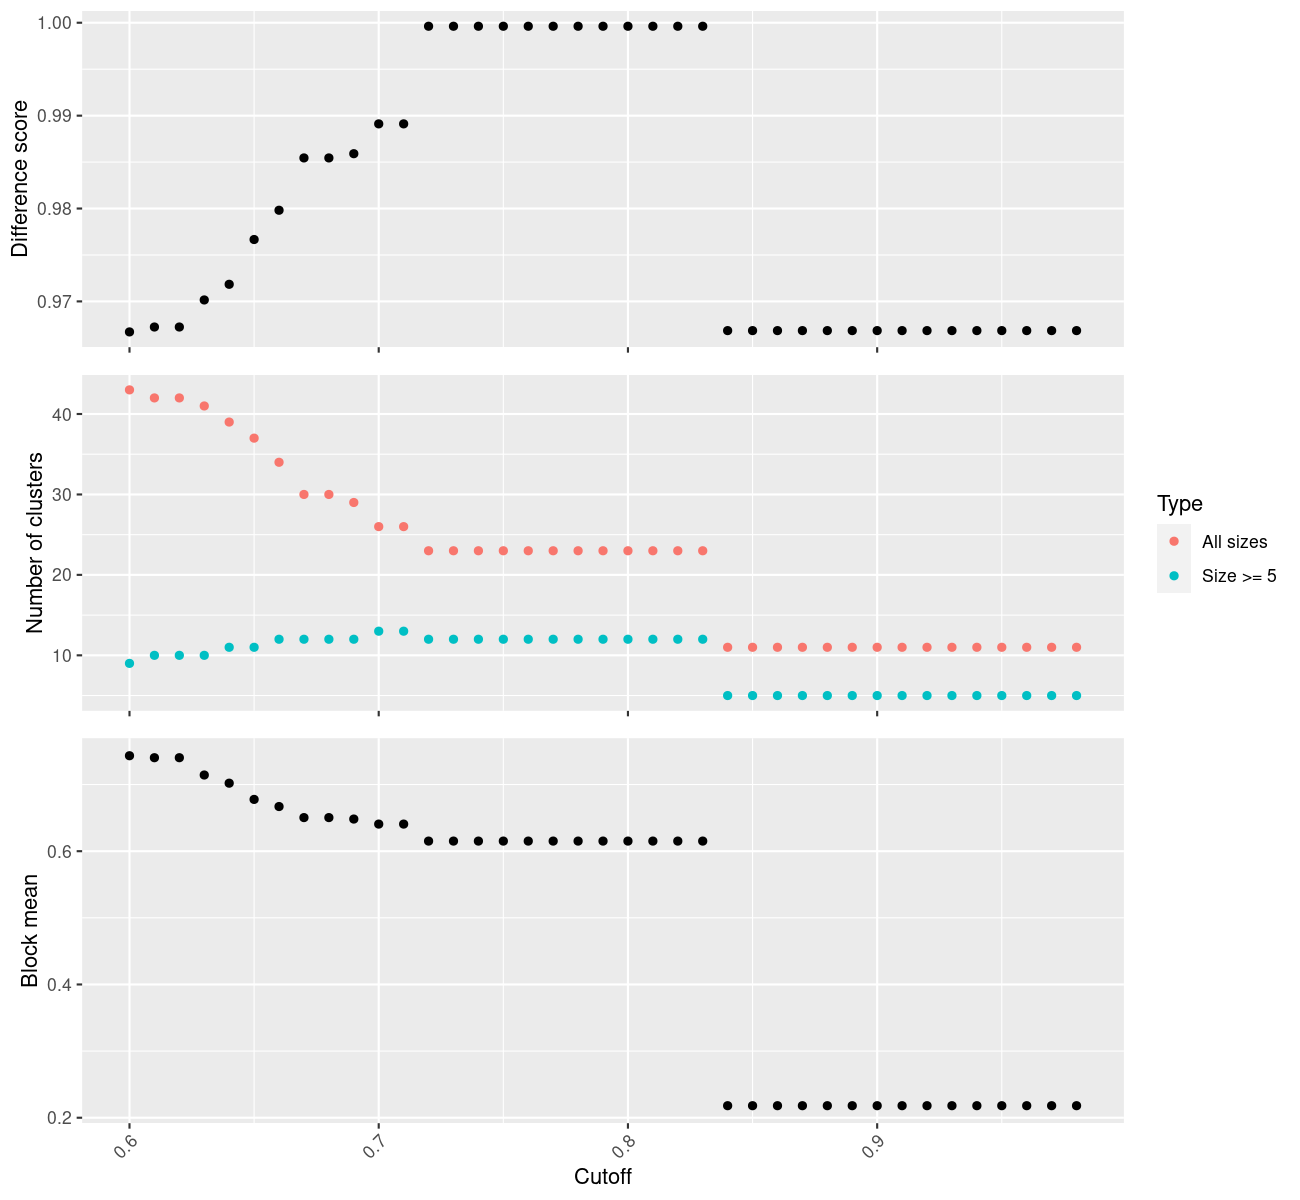 1.00
0.99
0.98
0.97
Difference score
40
30
20
10
Number of clusters
Type
All sizes
Size >= 5
0.6
0.4
0.2
Block mean
0.6
0.7
0.8
0.9
Cutoff